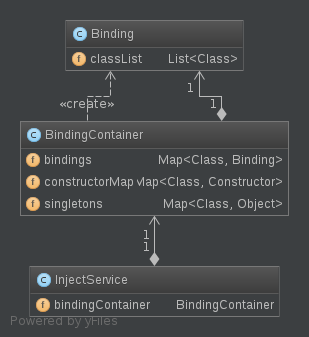 C Binding
f classList List<Class>
1
«create» 1
C BindingContainer
f bindings Map<Class, Binding>
f constructorMap Map<Class, Constructor>
f singletons Map<Class, Object>
1
1
C InjectService
f bindingContainer BindingContainer
Powered by yFiles